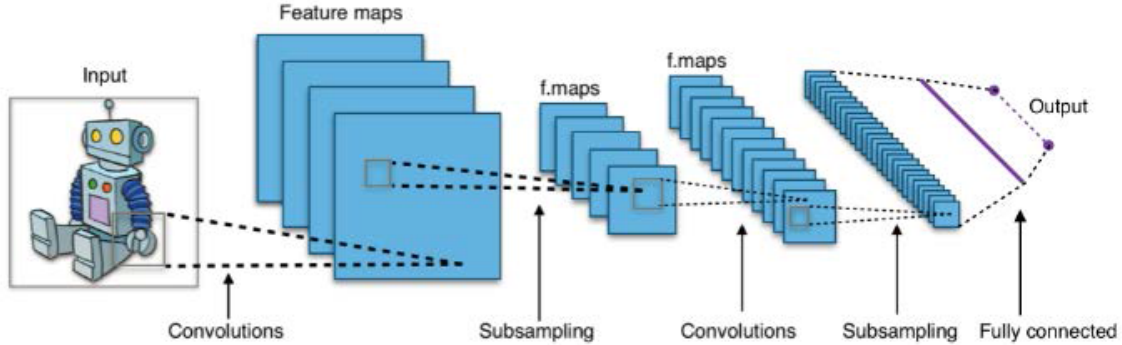 Feature maps
Input
f.maps
f.maps
Output
Convolutions
Subsampling
Convolutions
Subsampling
Fully connected